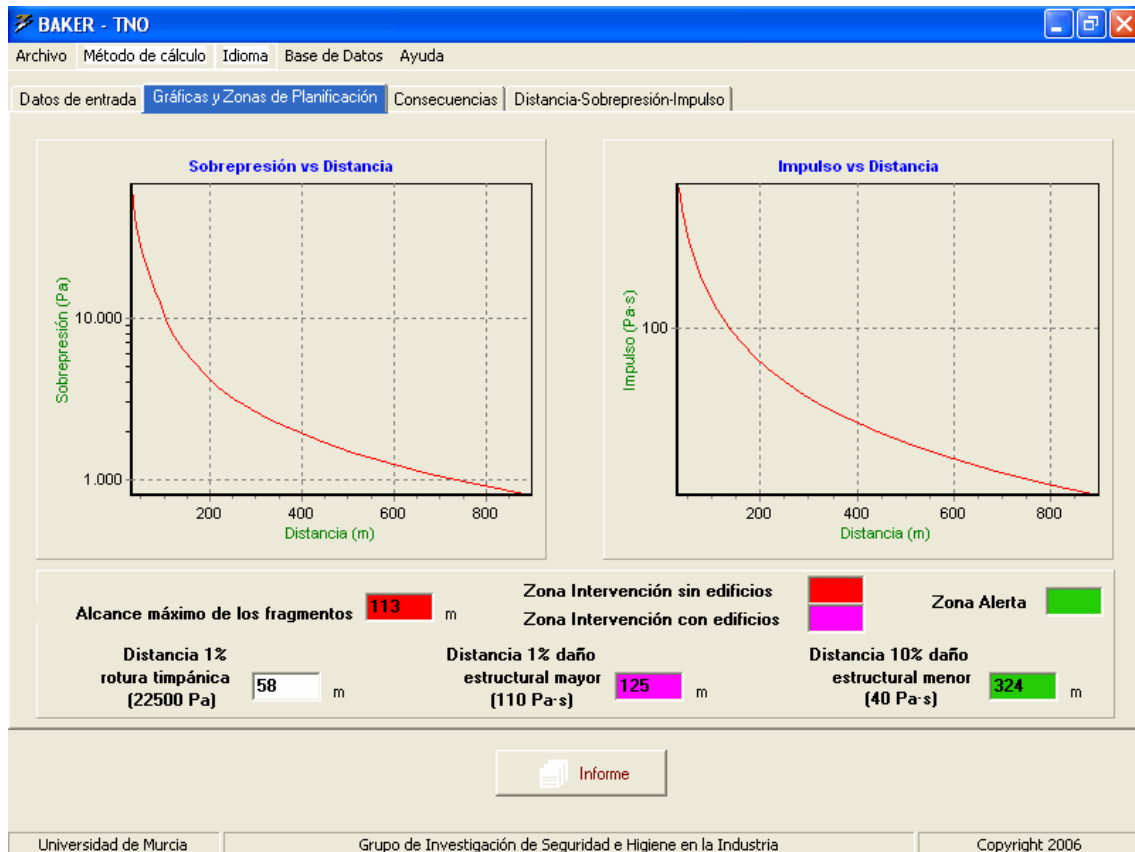 BAKER - TNO
Archivo Método de cálculo Idioma Base de Datos Ayuda
Datos de entrada Gráficas y Zonas de Planificación Consecuencias Distancia-Sobrepresión-Impulso
Sobrepresión vs Distancia
Sobrepresión (Pa)
10.000
1.000
200 400 600 800
Distancia (m)
Impulso vs Distancia
Impulso (Pa·s)
100
200 400 600 800
Distancia (m)
Alcance máximo de los fragmentos 113 m
Zona Intervención sin edificios
Zona Intervención con edificios
Zona Alerta
Distancia 1%
rotura timpánica
(22500 Pa)
58 m
Distancia 1% daño
estructural mayor
(110 Pa·s)
125 m
Distancia 10% daño
estructural menor
(40 Pa·s)
324 m
Informe
Universidad de Murcia Grupo de Investigación de Seguridad e Higiene en la Industria Copyright 2006